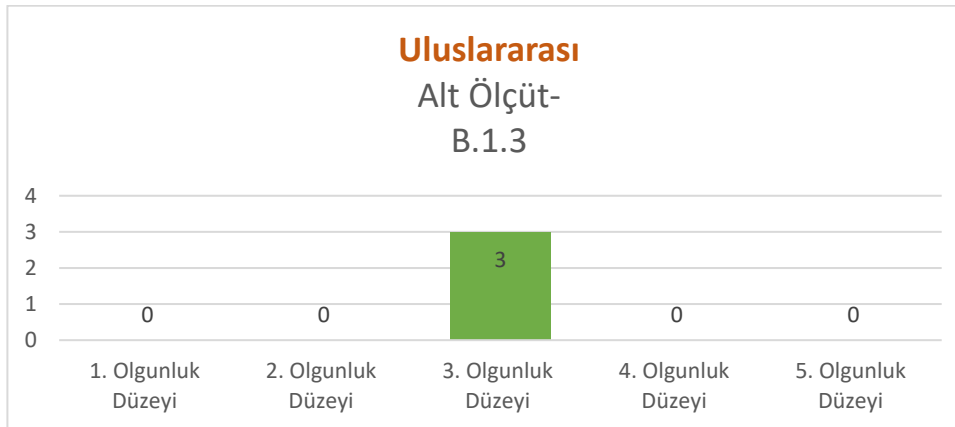 Uluslararası
Alt Ölçüt-
B.1.3
4
3
2
1
0
0
0
3
0
0
1. Olgunluk
Düzeyi
2. Olgunluk
Düzeyi
3. Olgunluk
Düzeyi
4. Olgunluk
Düzeyi
5. Olgunluk
Düzeyi